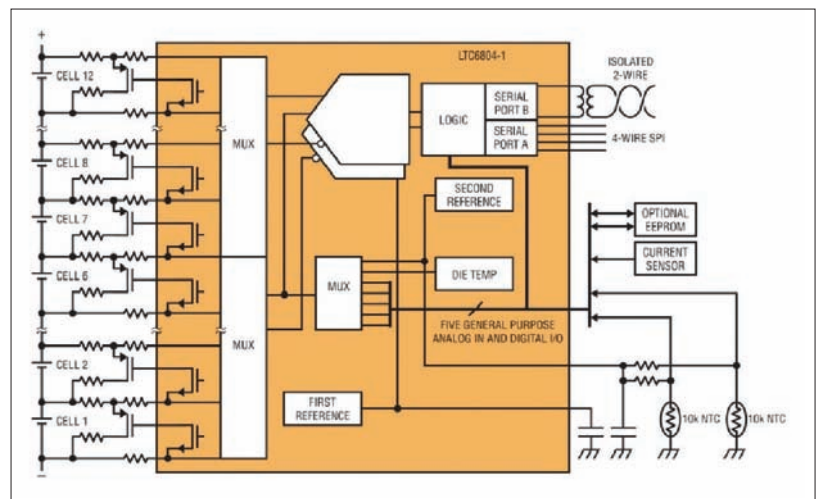 +
LTC6804-1
CELL 12
MUX
CELL 8
CELL 7
CELL 6
MUX
CELL 2
CELL 1
–
LOGIC
SERIAL
PORT B
SERIAL
PORT A
ISOLATED
2-WIRE
4-WIRE SPI
SECOND
REFERENCE
DIE TEMP
MUX
FIVE GENERAL PURPOSE
ANALOG IN AND DIGITAL I/O
FIRST
REFERENCE
OPTIONAL
EEPROM
CURRENT
SENSOR
10k NTC
10k NTC